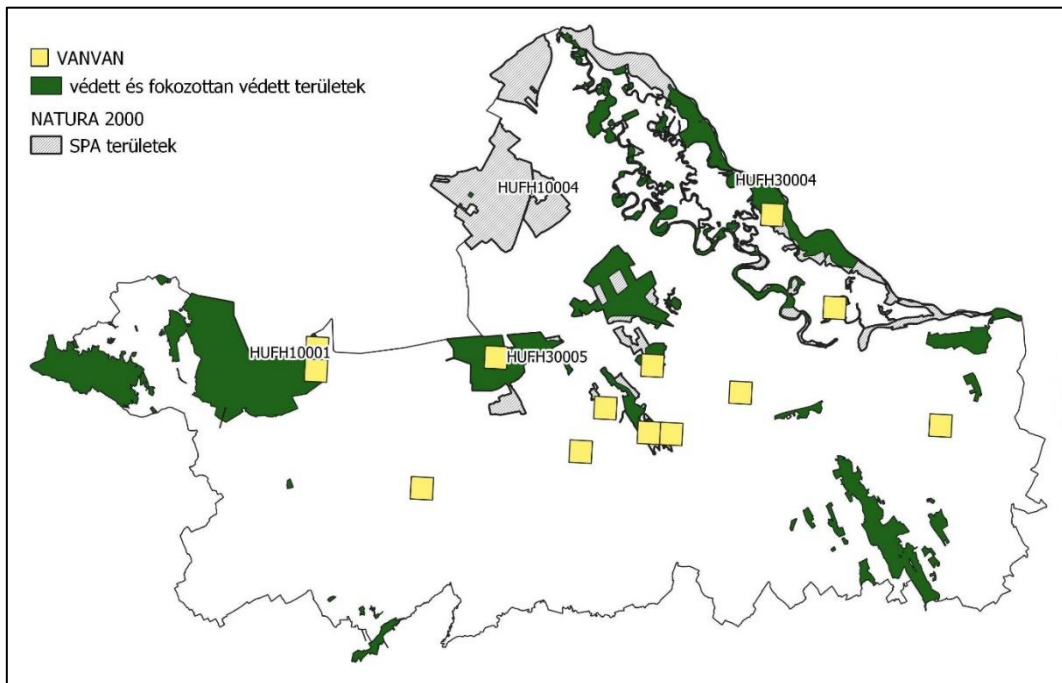 VANVAN
védett és fokozottan védett területek
NATURA 2000
SPA területek
HUFH10004
HUFH30004
HUFH10001
HUFH30005